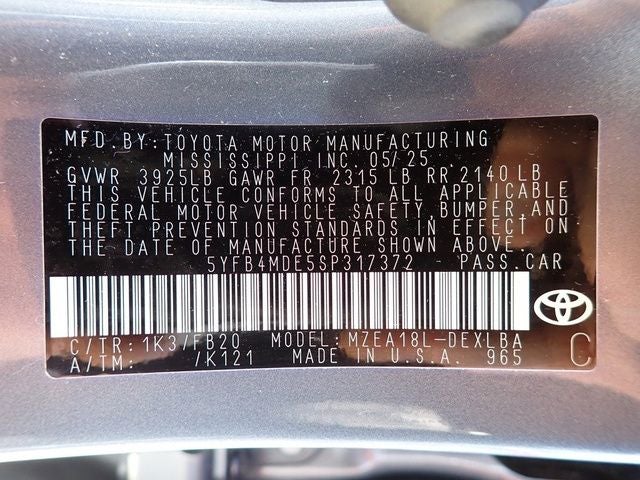 MFD. BY: TOYOTA MOTOR MANUFACTURING
MISSISSIPPI, INC. 05/25
GVWR 3925LB GAWR FR 2315 LB RR 2140 LB
THIS VEHICLE CONFORMS TO ALL APPLICABLE
FEDERAL MOTOR VEHICLE SAFETY, BUMPER, AND
THEFT PREVENTION STANDARDS IN EFFECT ON
THE DATE OF MANUFACTURE SHOWN ABOVE.
5YFB4MDE5SP317372 PASS. CAR
C/TR: 1K3/FB20 MODEL: MZEA18L-DEXLBA
A/TM: /K121 MADE IN U.S.A. 965 C